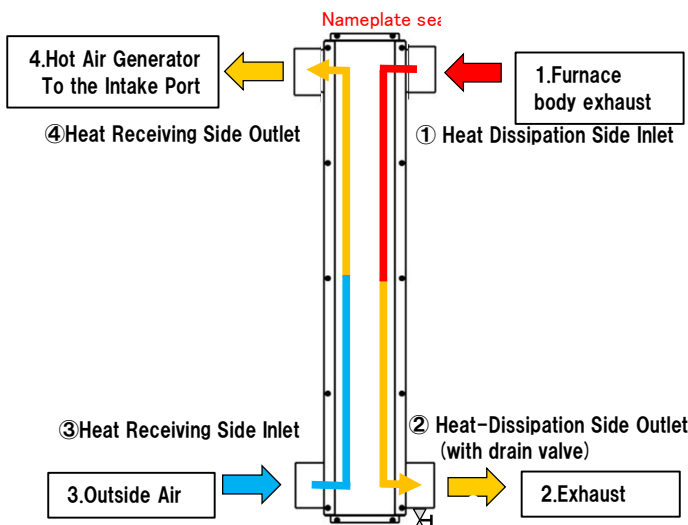 Nameplate sea
4.Hot Air Generator
To the Intake Port
1.Furnace
body exhaust
④Heat Receiving Side Outlet
① Heat Dissipation Side Inlet
③Heat Receiving Side Inlet
② Heat-Dissipation Side Outlet
(with drain valve)
3.Outside Air
2.Exhaust